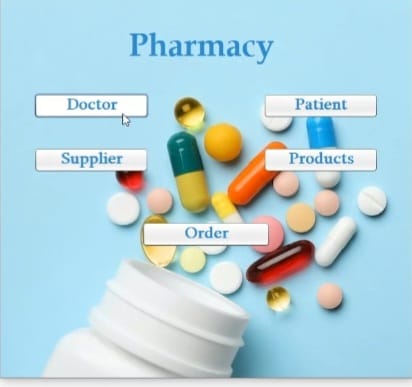 Pharmacy
Doctor
Patient
Supplier
Products
Order